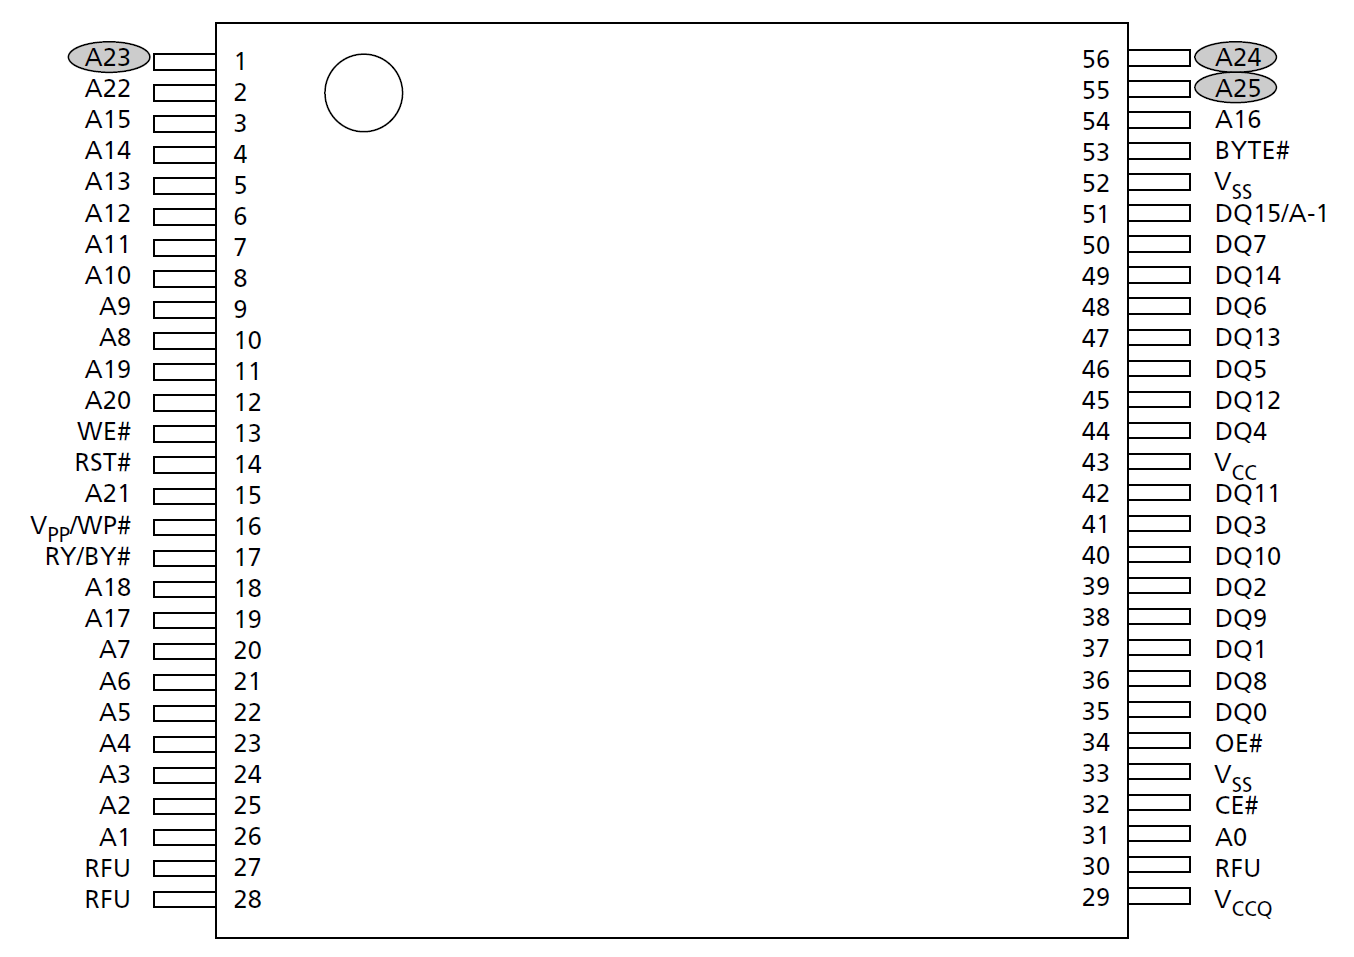 A23 1 56 A24
A22 2 55 A25
A15 3 54 A16
A14 4 53 BYTE#
A13 5 52 VSS
A12 6 51 DQ15/A-1
A11 7 50 DQ7
A10 8 49 DQ14
A9 9 48 DQ6
A8 10 47 DQ13
A19 11 46 DQ5
A20 12 45 DQ12
WE# 13 44 DQ4
RST# 14 43 VCC
A21 15 42 DQ11
VPP/WP# 16 41 DQ3
RY/BY# 17 40 DQ10
A18 18 39 DQ2
A17 19 38 DQ9
A7 20 37 DQ1
A6 21 36 DQ8
A5 22 35 DQ0
A4 23 34 OE#
A3 24 33 VSS
A2 25 32 CE#
A1 26 31 A0
RFU 27 30 RFU
RFU 28 29 VCCQ